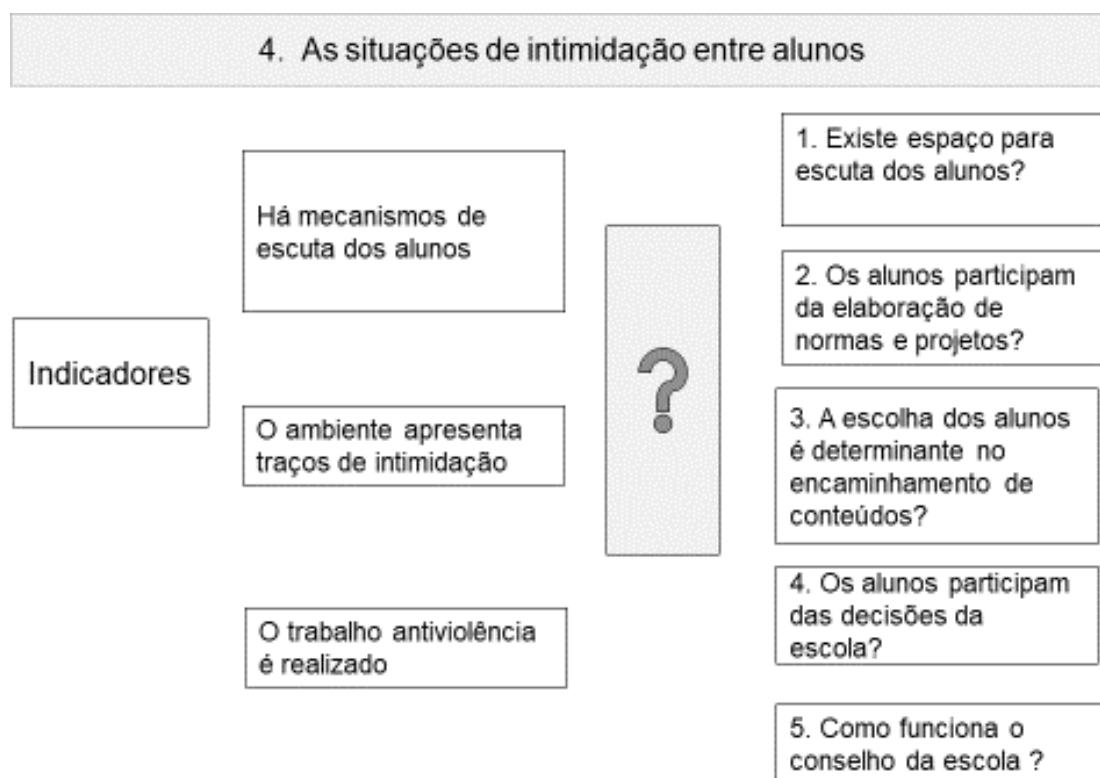 4. As situações de intimidação entre alunos
Indicadores
Há mecanismos de
escuta dos alunos
O ambiente apresenta
traços de intimidação
O trabalho antiviolência
é realizado
?
1. Existe espaço para
escuta dos alunos?
2. Os alunos participam
da elaboração de
normas e projetos?
3. A escolha dos alunos
é determinante no
encaminhamento de
conteúdos?
4. Os alunos participam
das decisões da
escola?
5. Como funciona o
conselho da escola ?